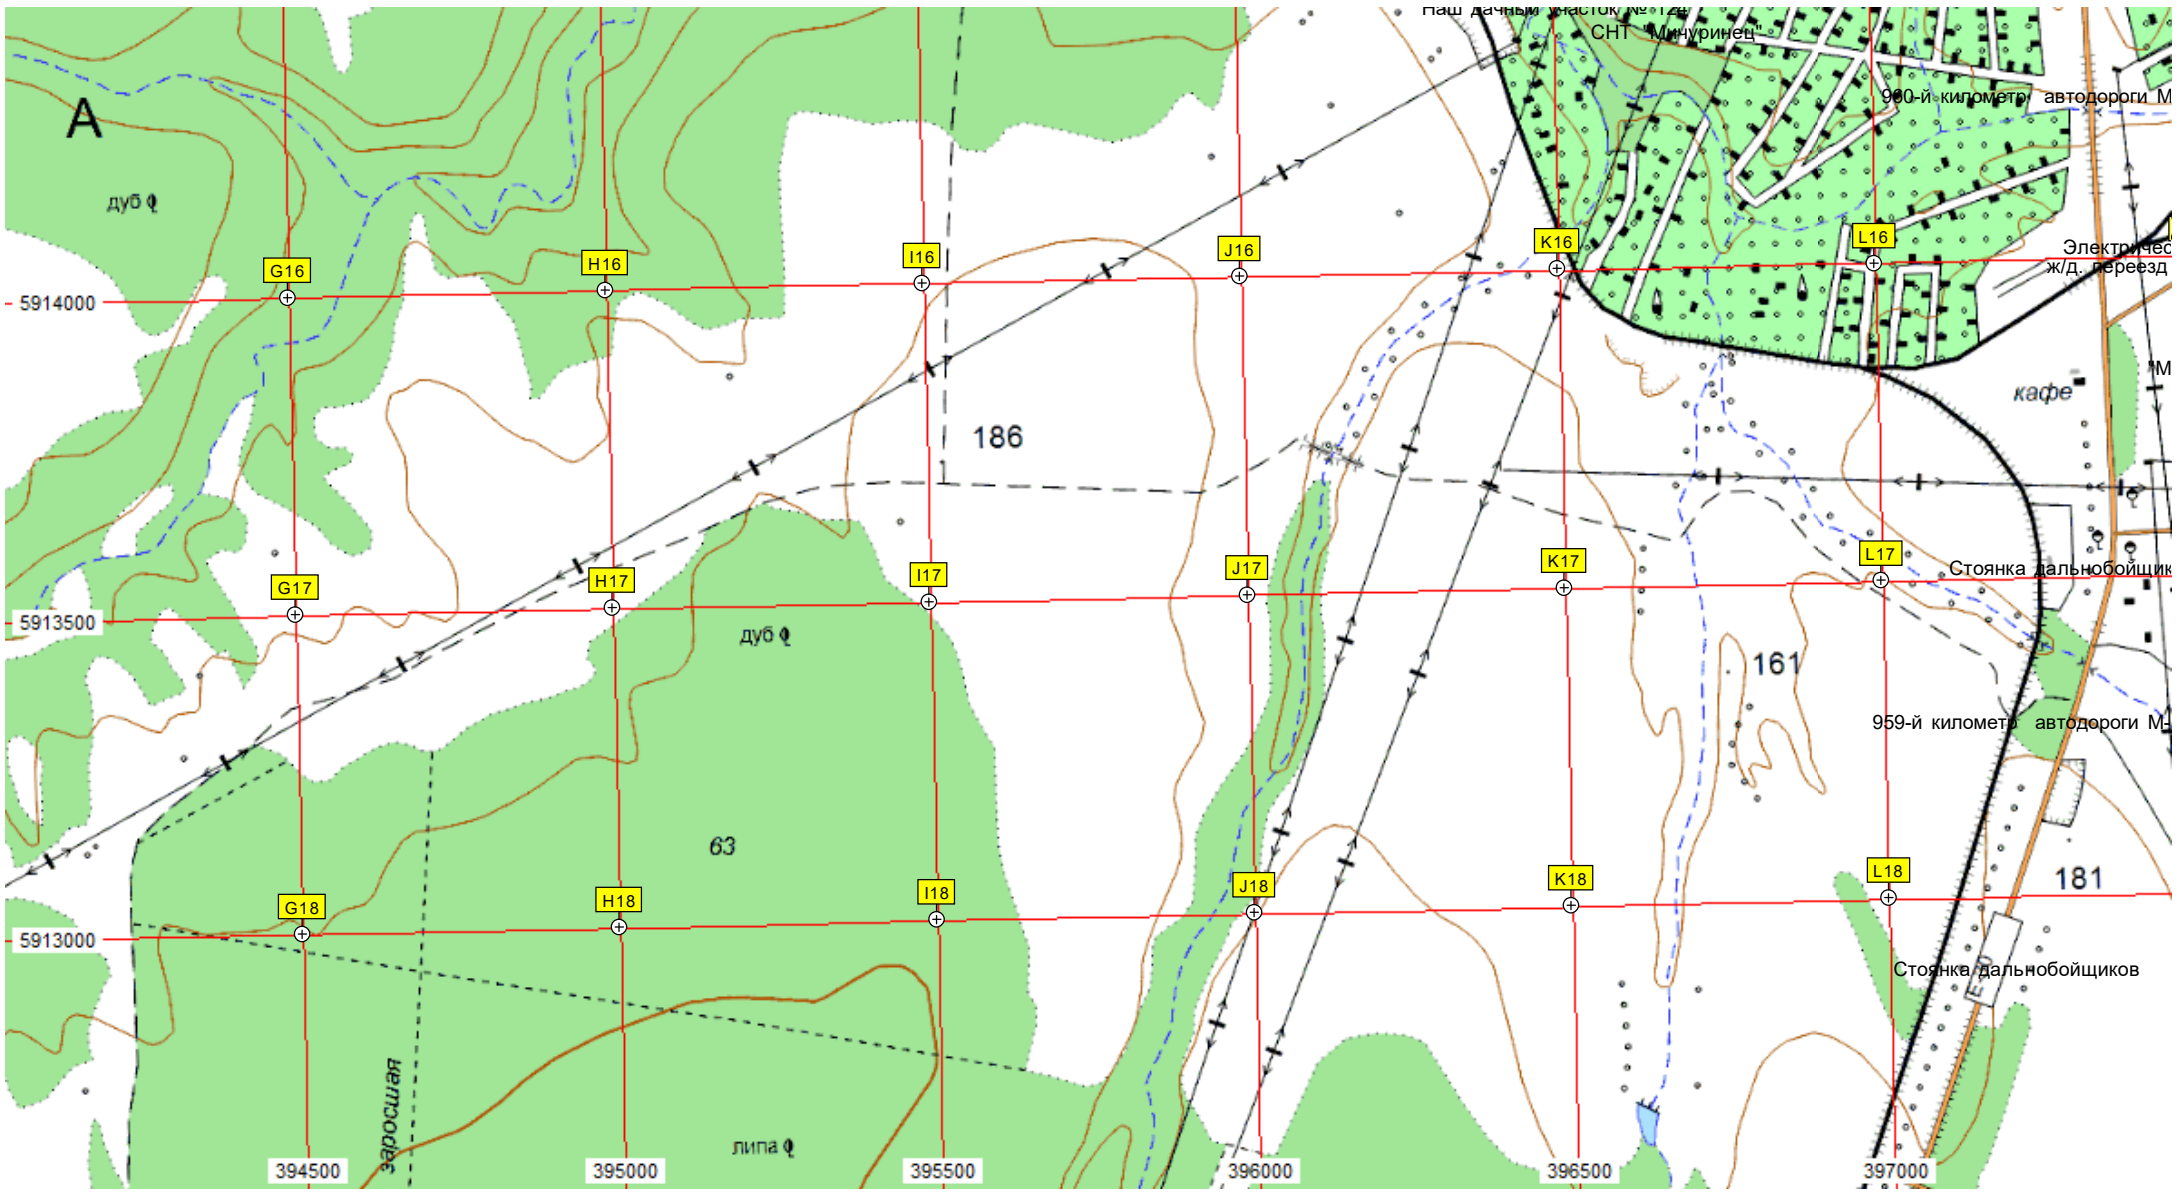 Наш дачный участок № 124
СНТ "Мичуринец"
960-й километр автодороги М
A
дуб
G16
H16
I16
J16
K16
L16
Электричес
ж/д. переезд
5914000
"М
кафе
186
G17
H17
I17
J17
K17
L17
Стоянка дальнобойщик
5913500
дуб
161
959-й километр автодороги М-
63
G18
H18
I18
J18
K18
L18
181
5913000
Стоянка дальнобойщиков
заросшая
липа
394500
395000
395500
396000
396500
397000